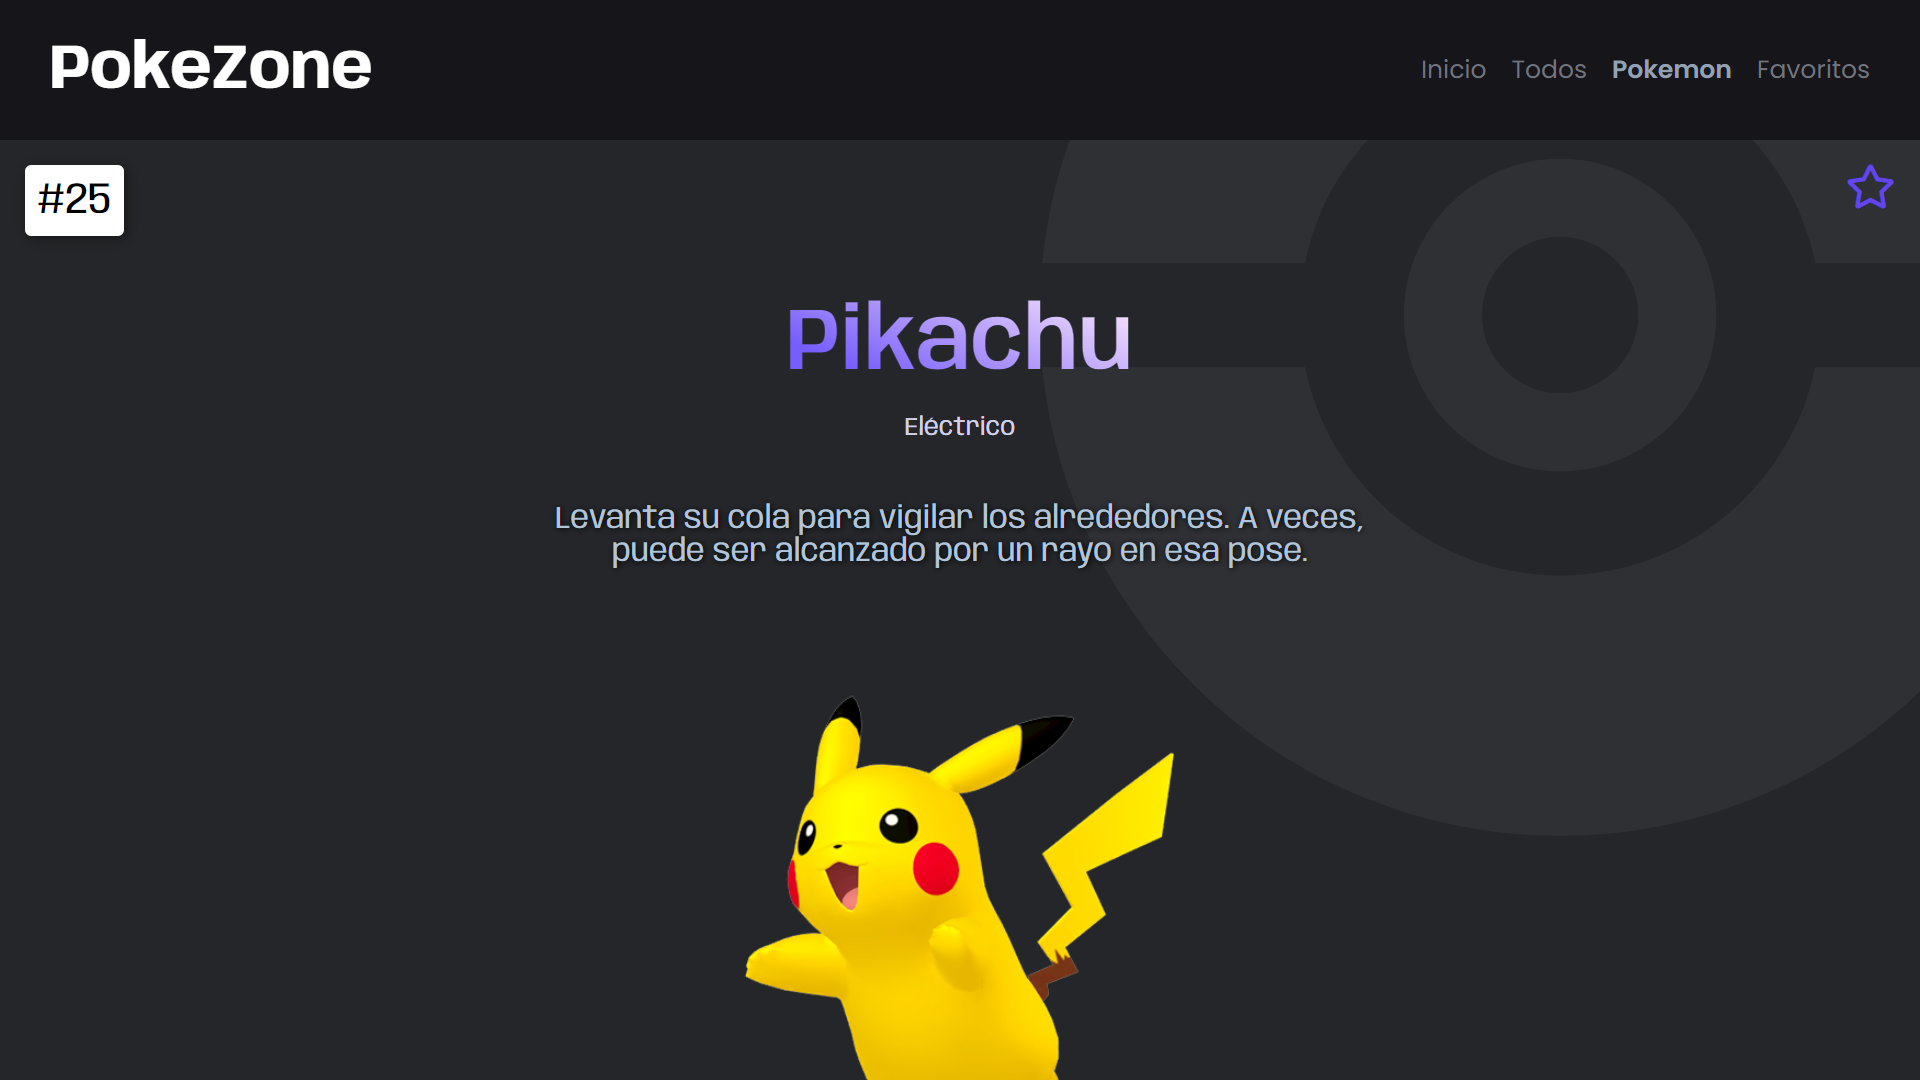 PokeZone
Inicio Todos Pokemon Favoritos
#25
Pikachu
Eléctrico
Levanta su cola para vigilar los alrededores. A veces,
puede ser alcanzado por un rayo en esa pose.